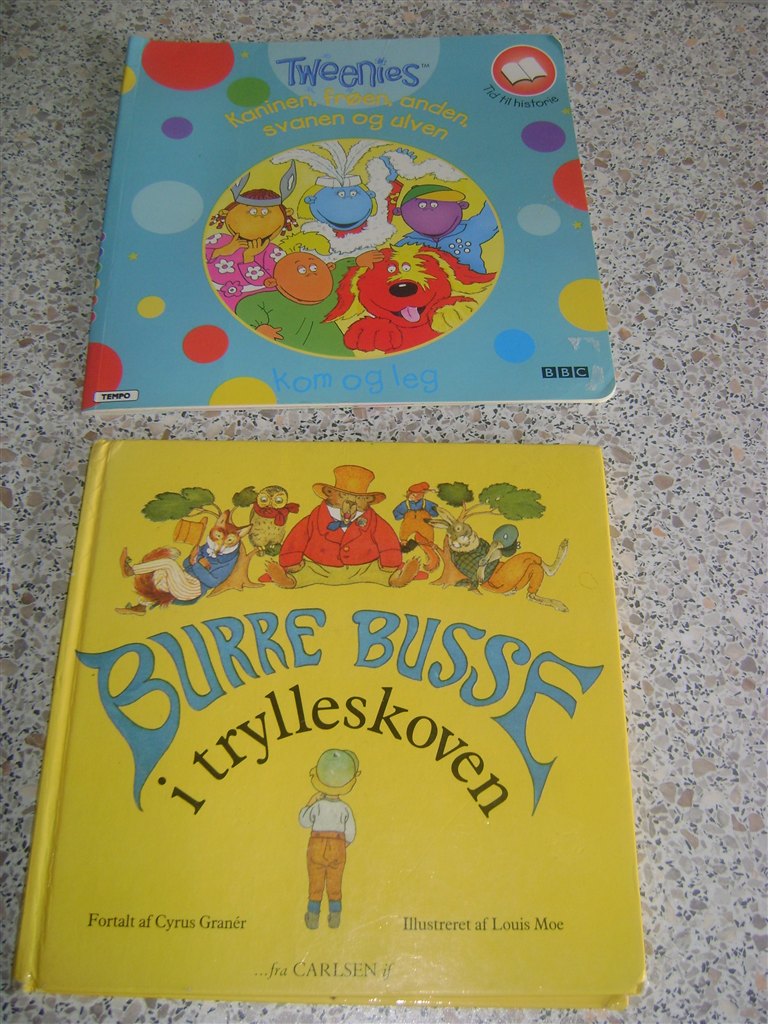 Tweenies™
Kaninen, frøen, anden,
svanen og ulven
Tid til historie
kom og leg
BBC
TEMPO
BURRE BUSSE
i trylleskoven
Fortalt af Cyrus Granér
Illustreret af Louis Moe
...fra CARLSEN if